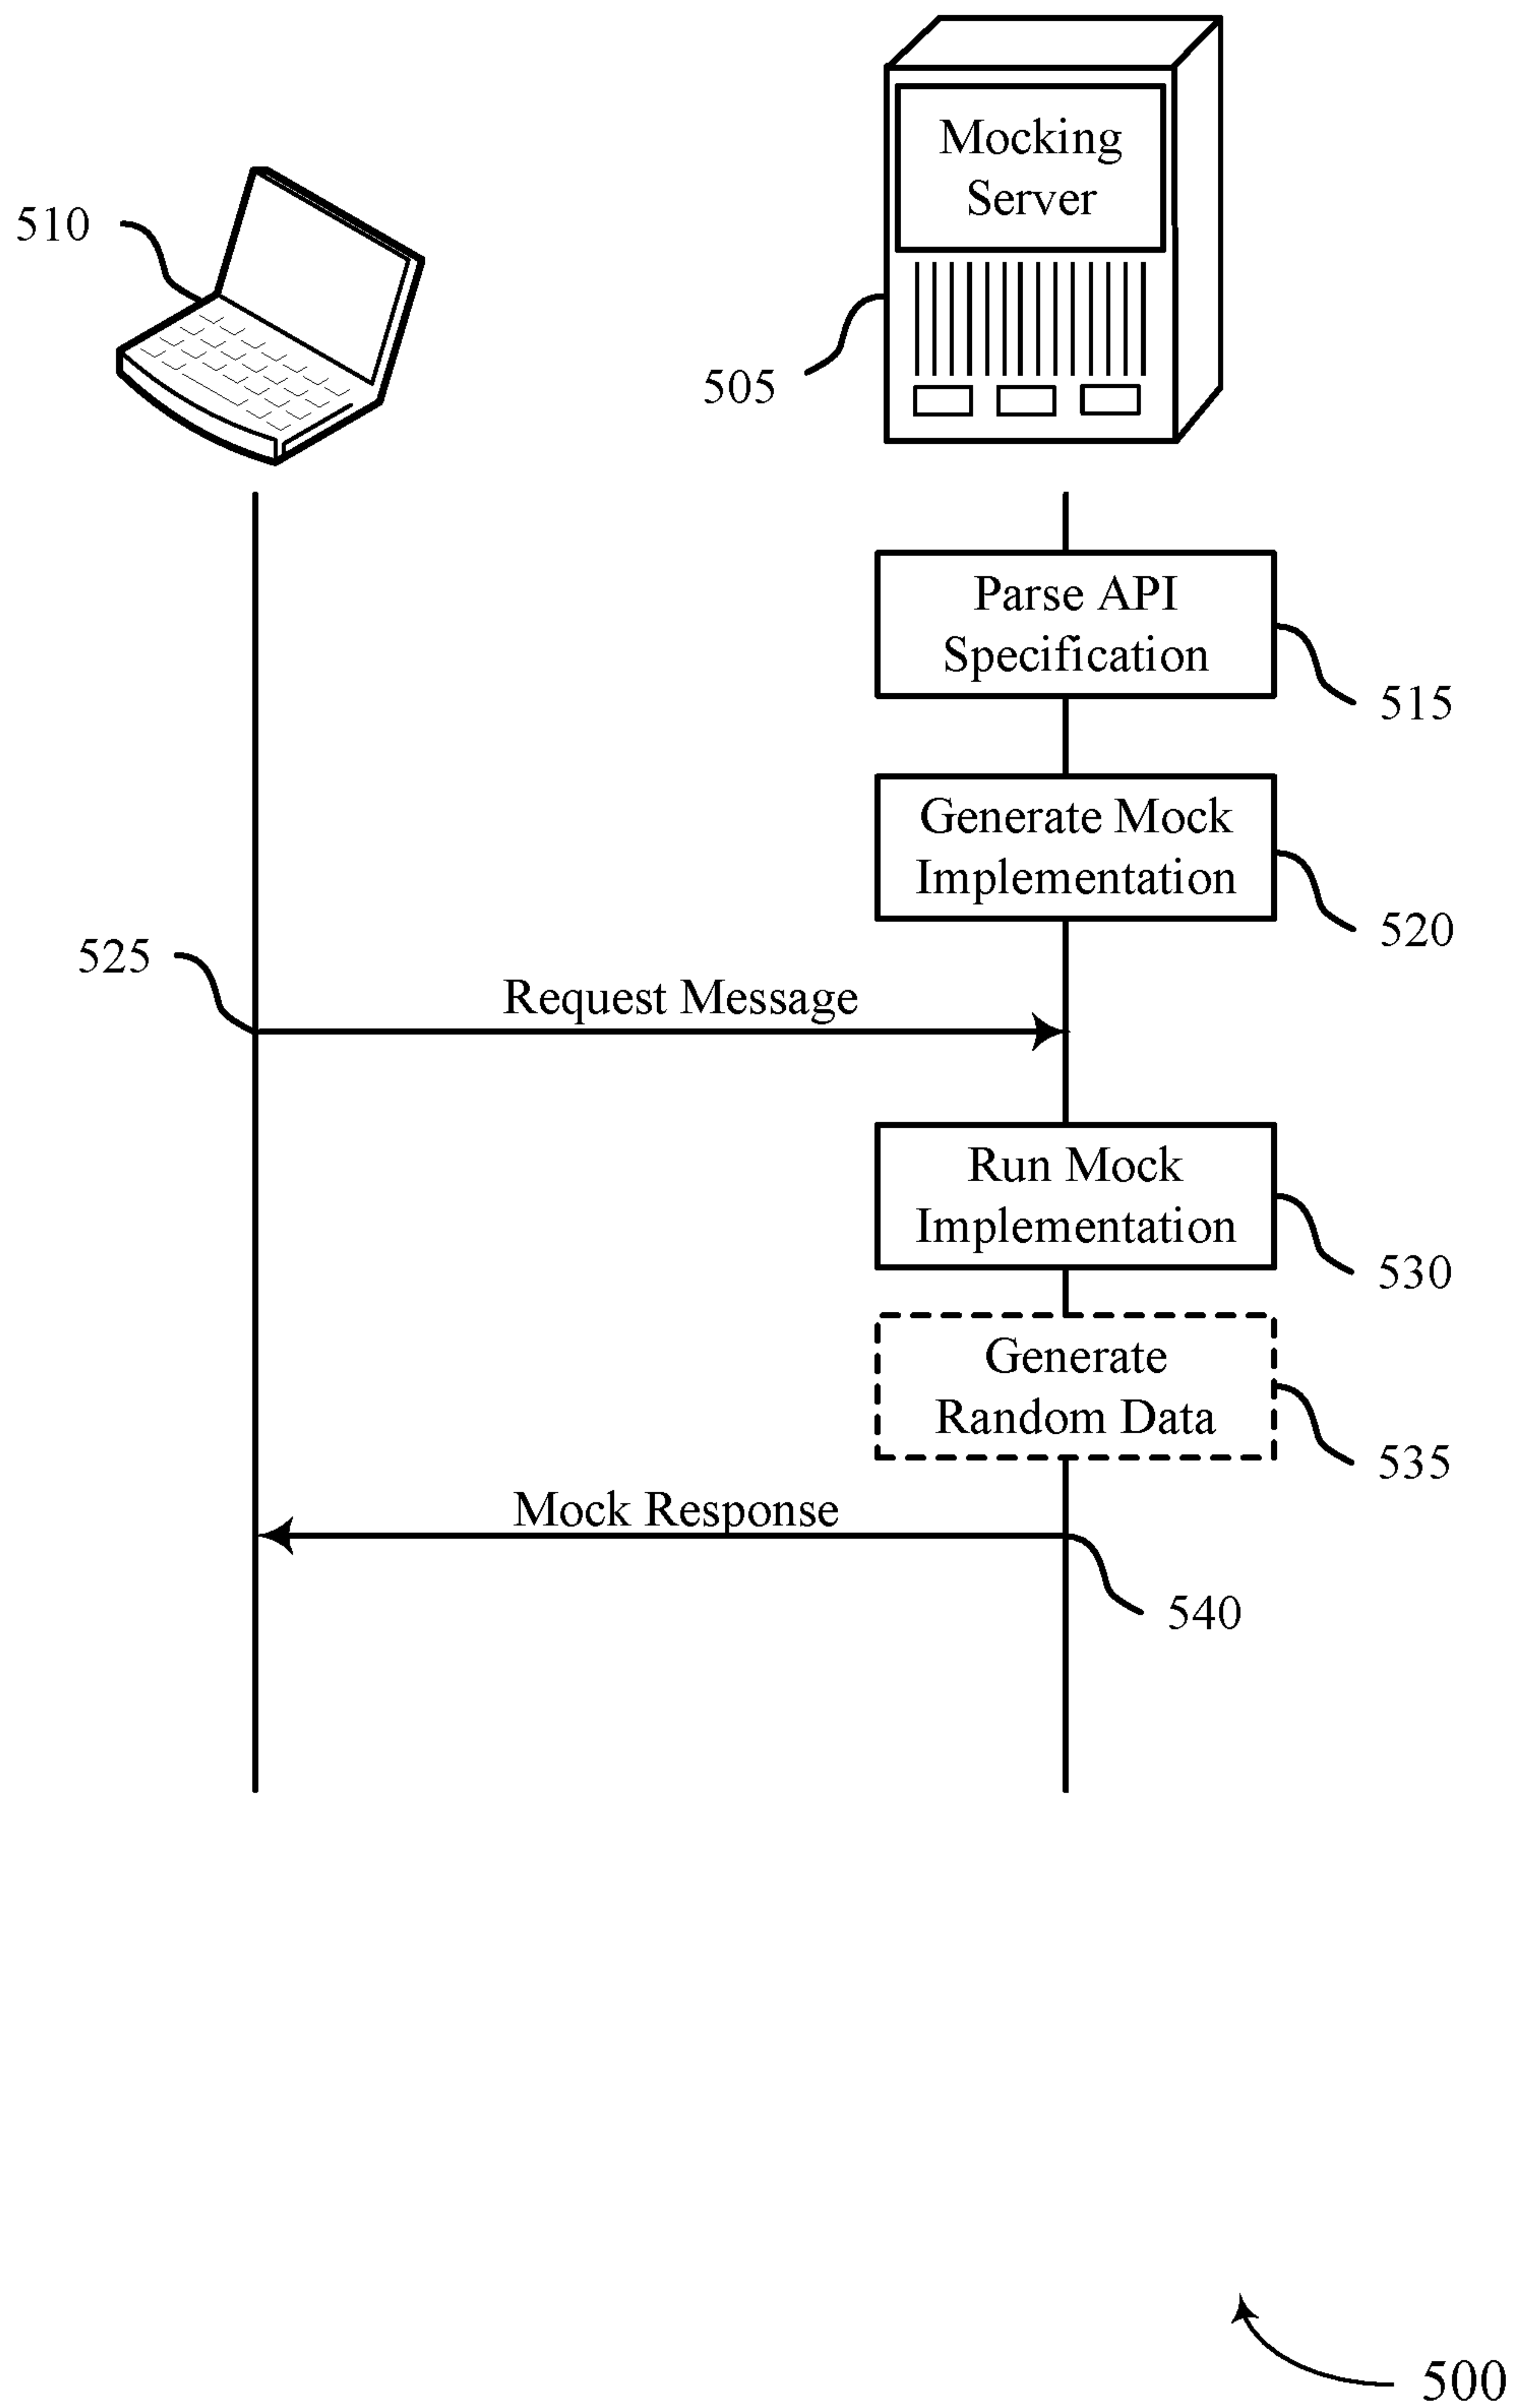 Mocking
Server
510
505
Parse API
Specification
515
Generate Mock
Implementation
520
525
Request Message
Run Mock
Implementation
530
Generate
Random Data
535
Mock Response
540
500